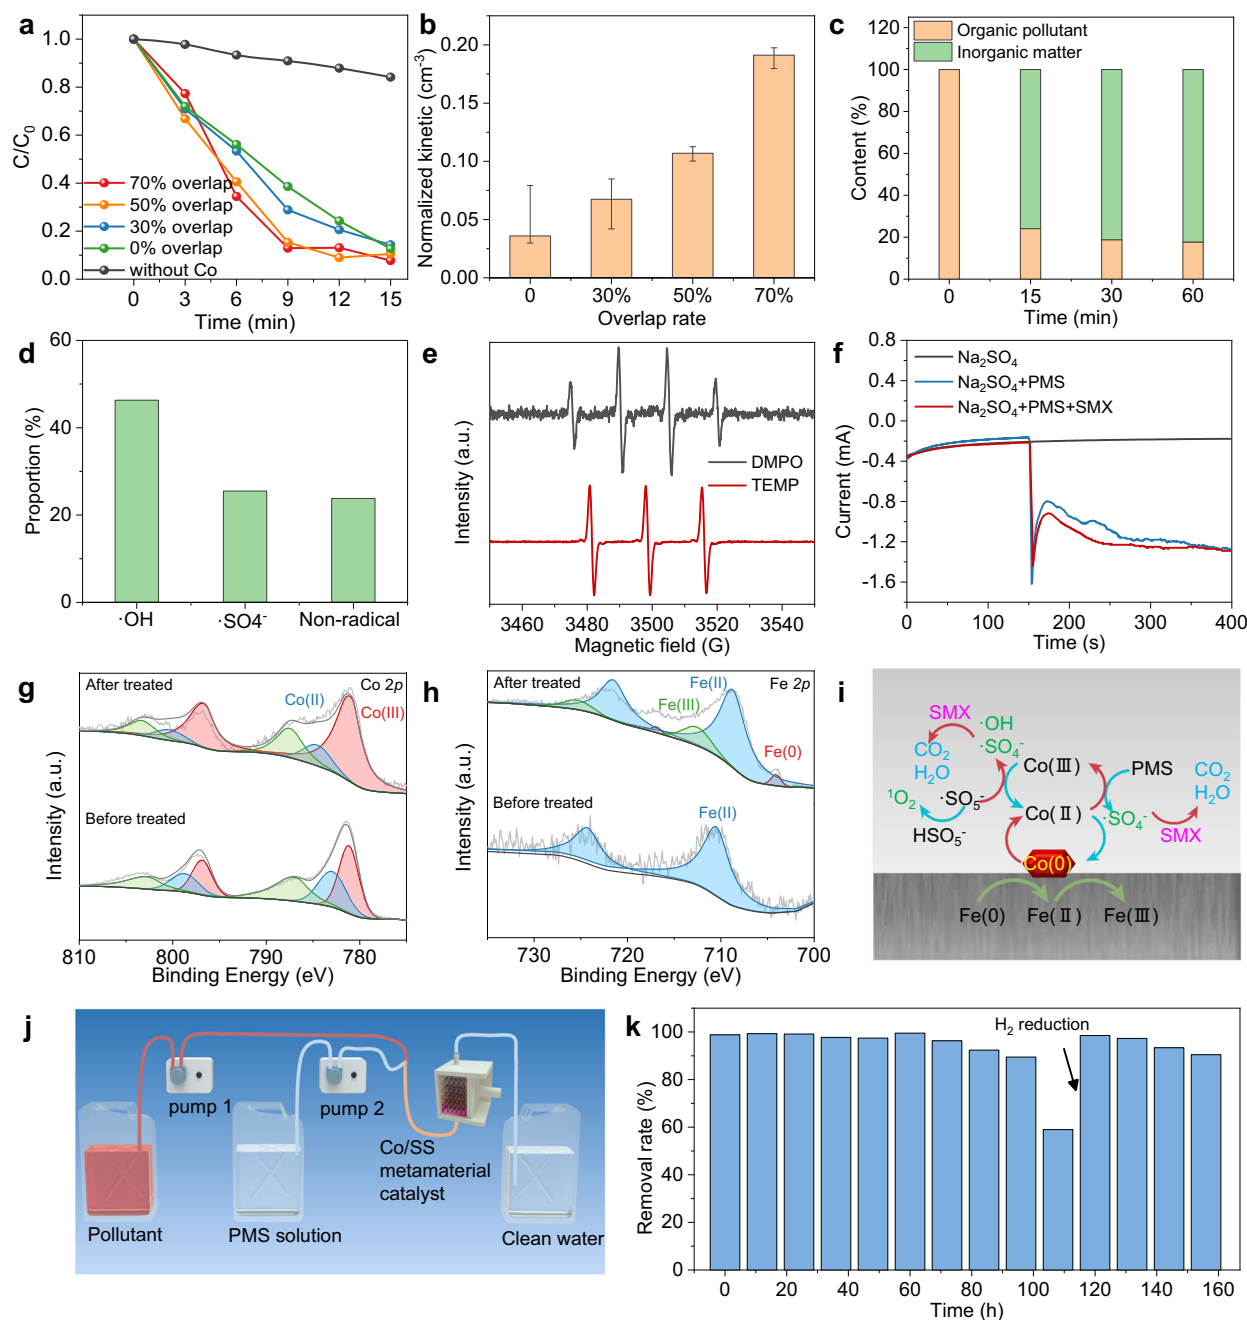 a
1.0
0.8
0.6
0.4
0.2
0.0
C/C₀
70% overlap
50% overlap
30% overlap
0% overlap
without Co
0 3 6 9 12 15
Time (min)
b
0.20
0.15
0.10
0.05
0.00
Normalized kinetic (cm⁻³)
0 30% 50% 70%
Overlap rate
c
Organic pollutant
Inorganic matter
100
80
60
40
20
0
Content (%)
0 15 30 60
Time (min)
d
60
40
20
0
Proportion (%)
·OH ·SO4⁻ Non-radical
e
Intensity (a.u.)
DMPO
TEMP
3460 3480 3500 3520 3540
Magnetic field (G)
f
0.8
0.4
0.0
-0.4
-0.8
-1.2
-1.6
Current (mA)
Na₂SO₄
Na₂SO₄+PMS
Na₂SO₄+PMS+SMX
0 100 200 300 400
Time (s)
g
After treated
Co 2p
Co(II)
Co(III)
Before treated
Intensity (a.u.)
810 800 790 780
Binding Energy (eV)
h
After treated
Fe(II)
Fe 2p
Fe(III)
Fe(0)
Before treated
Fe(II)
Intensity (a.u.)
730 720 710 700
Binding Energy (eV)
i
SMX
·OH
·SO₄⁻
CO₂
H₂O
Co(Ⅲ)
PMS
CO₂
H₂O
¹O₂
·SO₅⁻
Co(Ⅱ)
·SO₄⁻
HSO₅⁻
SMX
Co(0)
Fe(0) Fe(Ⅱ) Fe(Ⅲ)
j
pump 1
pump 2
Co/SS
metamaterial
catalyst
Pollutant
PMS solution
Clean water
k
H₂ reduction
100
80
60
40
20
0
Removal rate (%)
0 20 40 60 80 100 120 140 160
Time (h)